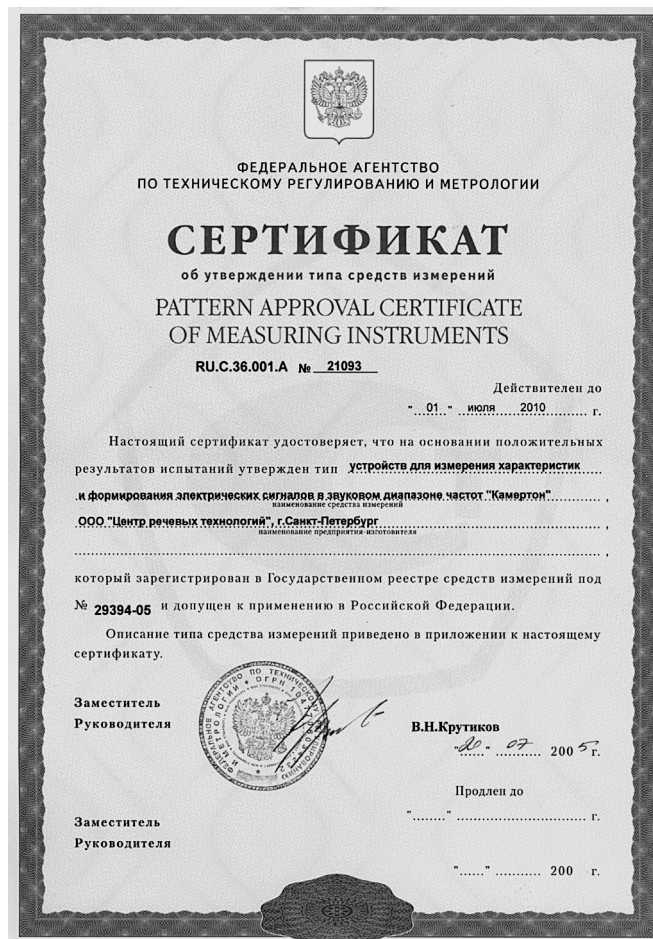 ФЕДЕРАЛЬНОЕ АГЕНТСТВО
ПО ТЕХНИЧЕСКОМУ РЕГУЛИРОВАНИЮ И МЕТРОЛОГИИ
СЕРТИФИКАТ
об утверждении типа средств измерений
PATTERN APPROVAL CERTIFICATE
OF MEASURING INSTRUMENTS
RU.C.36.001.A № 21093
Действителен до
" 01 " июля 2010 г.
Настоящий сертификат удостоверяет, что на основании положительных
результатов испытаний утвержден тип устройств для измерения характеристик
и формирования электрических сигналов в звуковом диапазоне частот "Камертон" ,
наименование средства измерений
ООО "Центр речевых технологий", г.Санкт-Петербург ,
наименование предприятия-изготовителя
,
который зарегистрирован в Государственном реестре средств измерений под
№ 29394-05 и допущен к применению в Российской Федерации.
Описание типа средства измерений приведено в приложении к настоящему
сертификату.
Заместитель
Руководителя
В.Н.Крутиков
"20" 07 2005 г.
Продлен до
"......" ........................ г.
Заместитель
Руководителя
"......" ........... 200 г.